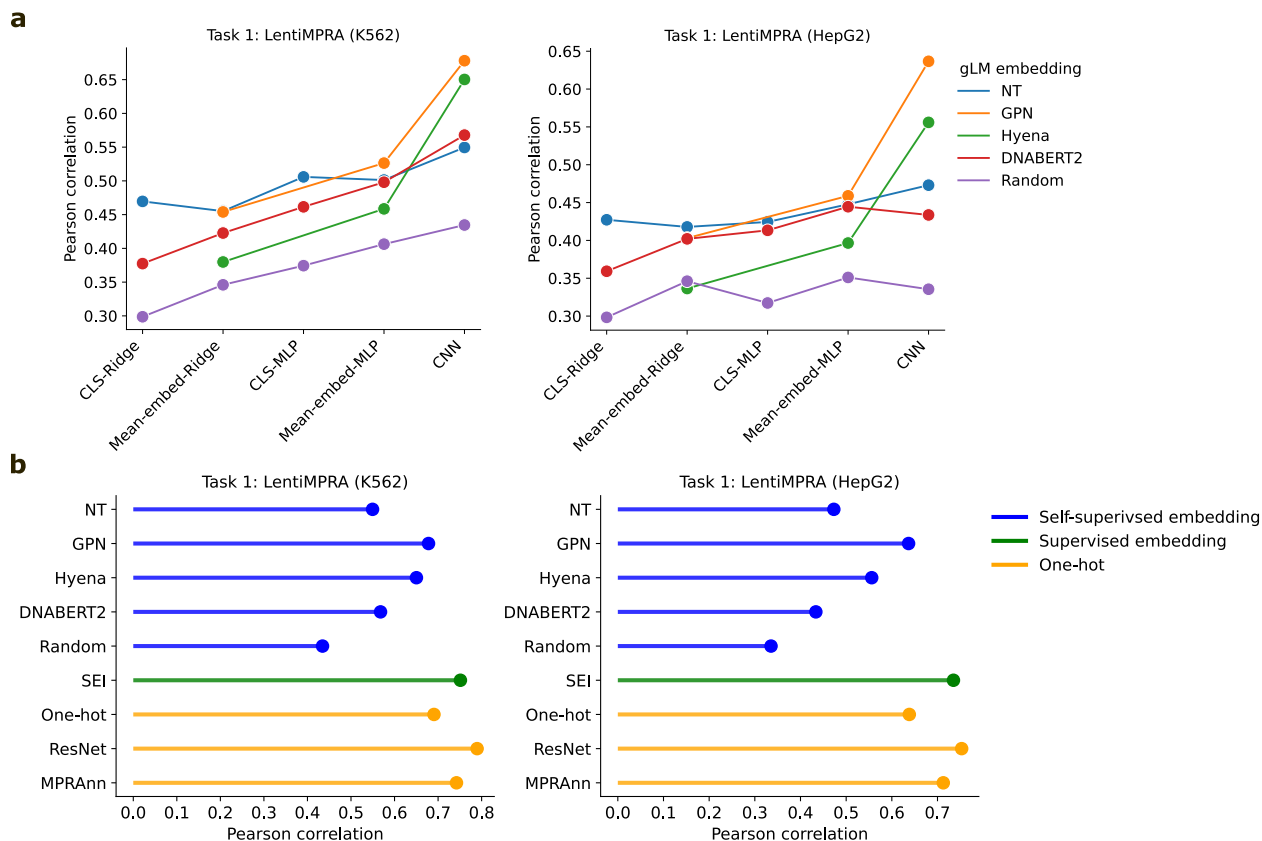 a
Task 1: LentiMPRA (K562)
Pearson correlation
0.65
0.60
0.55
0.50
0.45
0.40
0.35
0.30
CLS-Ridge
Mean-embed-Ridge
CLS-MLP
Mean-embed-MLP
CNN
Task 1: LentiMPRA (HepG2)
Pearson correlation
0.65
0.60
0.55
0.50
0.45
0.40
0.35
0.30
CLS-Ridge
Mean-embed-Ridge
CLS-MLP
Mean-embed-MLP
CNN
gLM embedding
NT
GPN
Hyena
DNABERT2
Random
b
Task 1: LentiMPRA (K562)
NT
GPN
Hyena
DNABERT2
Random
SEI
One-hot
ResNet
MPRAnn
0.0 0.1 0.2 0.3 0.4 0.5 0.6 0.7 0.8
Pearson correlation
Task 1: LentiMPRA (HepG2)
NT
GPN
Hyena
DNABERT2
Random
SEI
One-hot
ResNet
MPRAnn
0.0 0.1 0.2 0.3 0.4 0.5 0.6 0.7
Pearson correlation
Self-superivsed embedding
Supervised embedding
One-hot